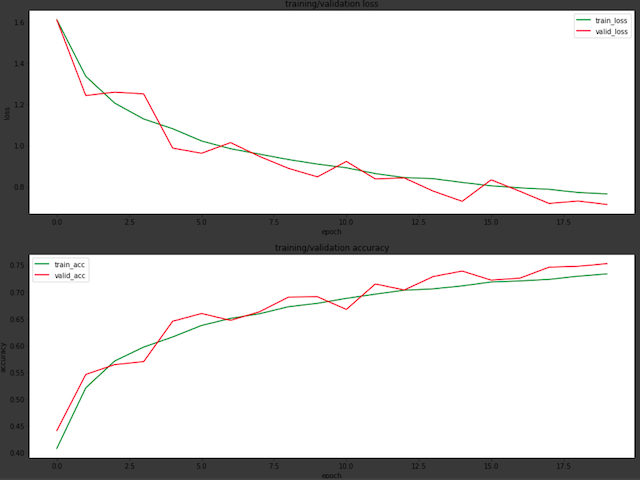 training/validation loss
1.6
1.4
1.2
1.0
0.8
loss
train_loss
valid_loss
0.0 2.5 5.0 7.5 10.0 12.5 15.0 17.5
epoch
training/validation accuracy
0.75
0.70
0.65
0.60
0.55
0.50
0.45
0.40
accuracy
train_acc
valid_acc
0.0 2.5 5.0 7.5 10.0 12.5 15.0 17.5
epoch